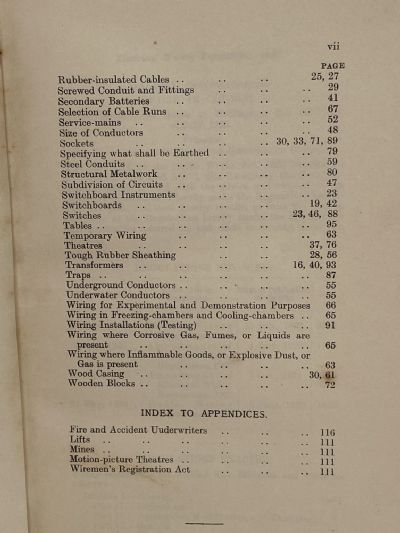 vii
PAGE
Rubber-insulated Cables .. .. .. 25, 27
Screwed Conduit and Fittings .. .. 29
Secondary Batteries .. .. .. 41
Selection of Cable Runs .. .. .. 67
Service-mains .. .. .. .. 52
Size of Conductors .. .. .. 48
Sockets .. .. .. 30, 33, 71, 89
Specifying what shall be Earthed .. .. .. 79
Steel Conduits .. .. .. .. 59
Structural Metalwork .. .. .. 80
Subdivision of Circuits .. .. .. 47
Switchboard Instruments .. .. .. 23
Switchboards .. .. .. 19, 42
Switches .. .. .. 23, 46, 88
Tables .. .. .. .. .. 95
Temporary Wiring .. .. .. 63
Theatres .. .. .. .. 37, 76
Tough Rubber Sheathing .. .. 28, 56
Transformers .. .. .. 16, 40, 93
Traps .. .. .. .. .. 87
Underground Conductors .. .. .. 55
Underwater Conductors .. .. .. 55
Wiring for Experimental and Demonstration Purposes 66
Wiring in Freezing-chambers and Cooling-chambers .. 65
Wiring Installations (Testing) .. .. .. 91
Wiring where Corrosive Gas, Fumes, or Liquids are
present .. .. .. .. .. 65
Wiring where Inflammable Goods, or Explosive Dust, or
Gas is present .. .. .. .. 63
Wood Casing .. .. .. .. 30, 61
Wooden Blocks .. .. .. .. 72
INDEX TO APPENDICES.
Fire and Accident Underwriters .. .. .. 116
Lifts .. .. .. .. .. .. 111
Mines .. .. .. .. .. .. 111
Motion-picture Theatres .. .. .. .. 111
Wiremen's Registration Act .. .. .. 111